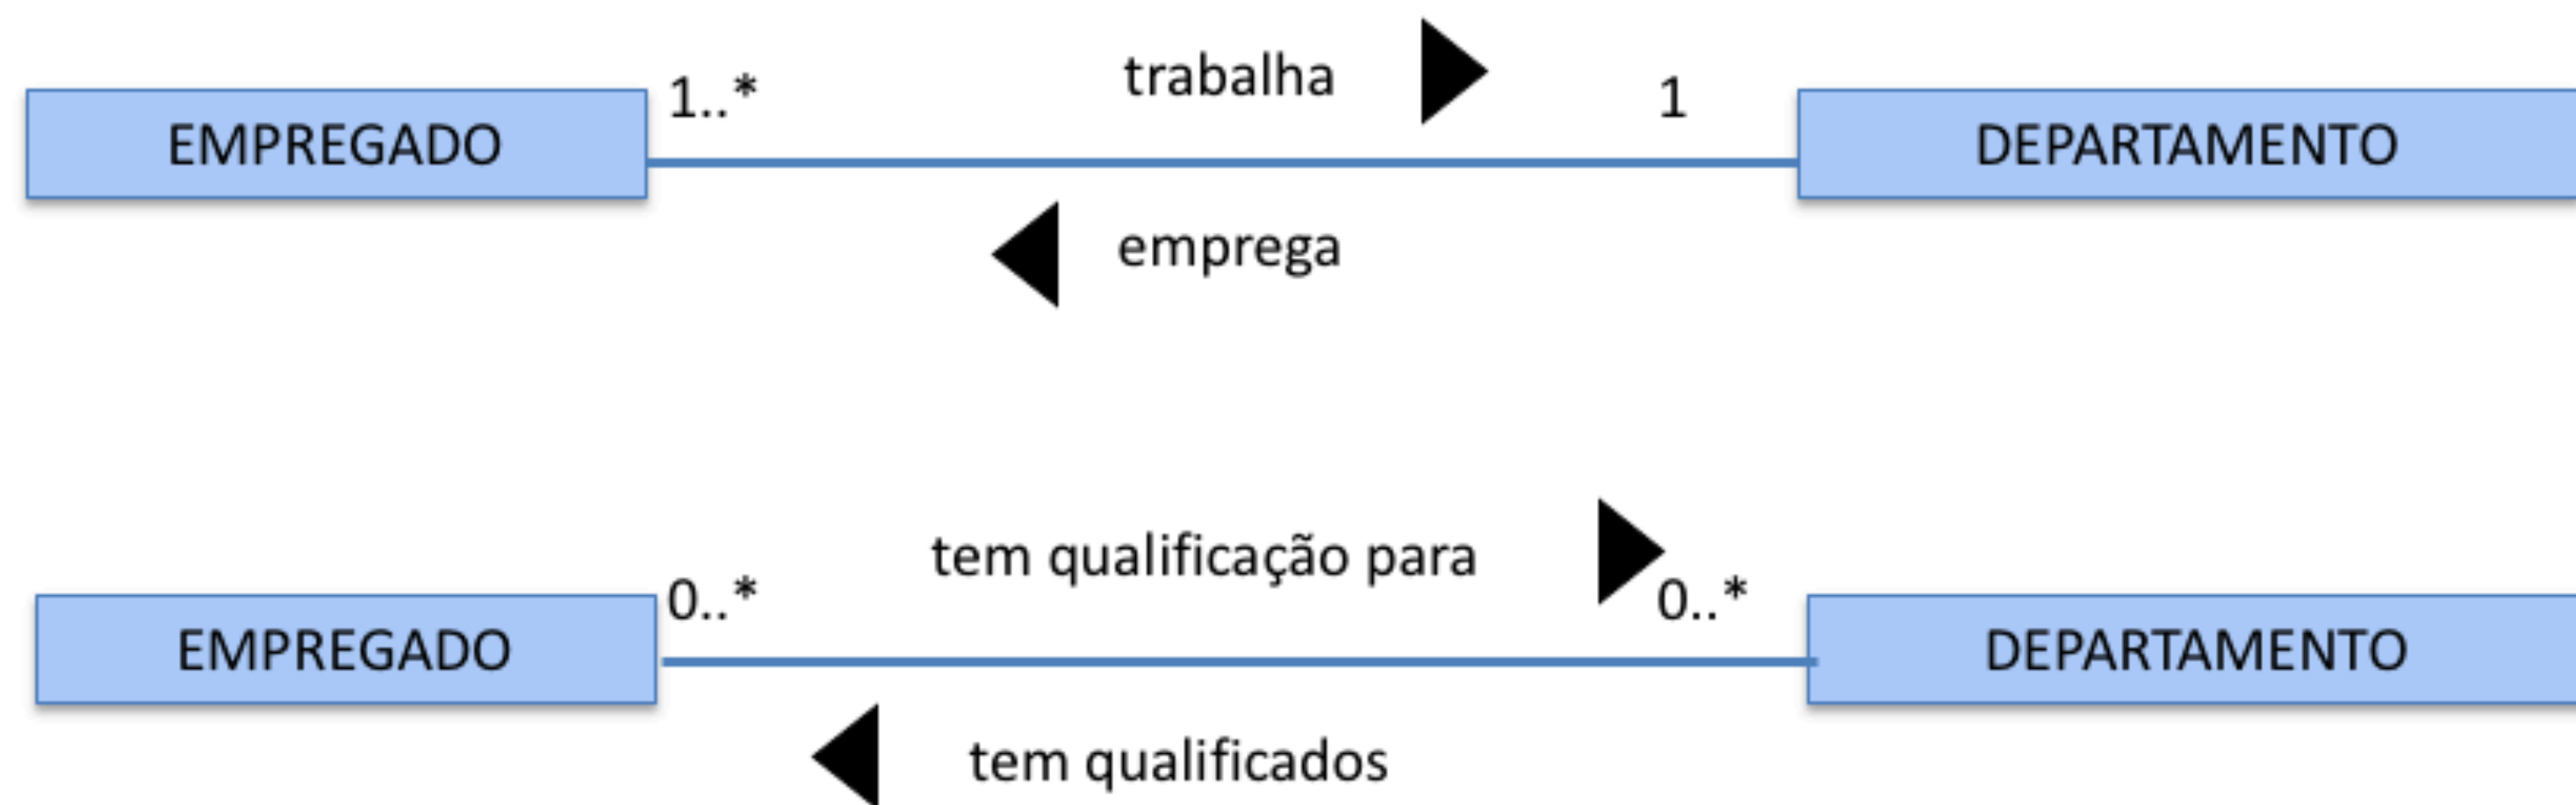 trabalha
1..*
1
EMPREGADO
DEPARTAMENTO
emprega
tem qualificação para
0..*
0..*
EMPREGADO
DEPARTAMENTO
tem qualificados